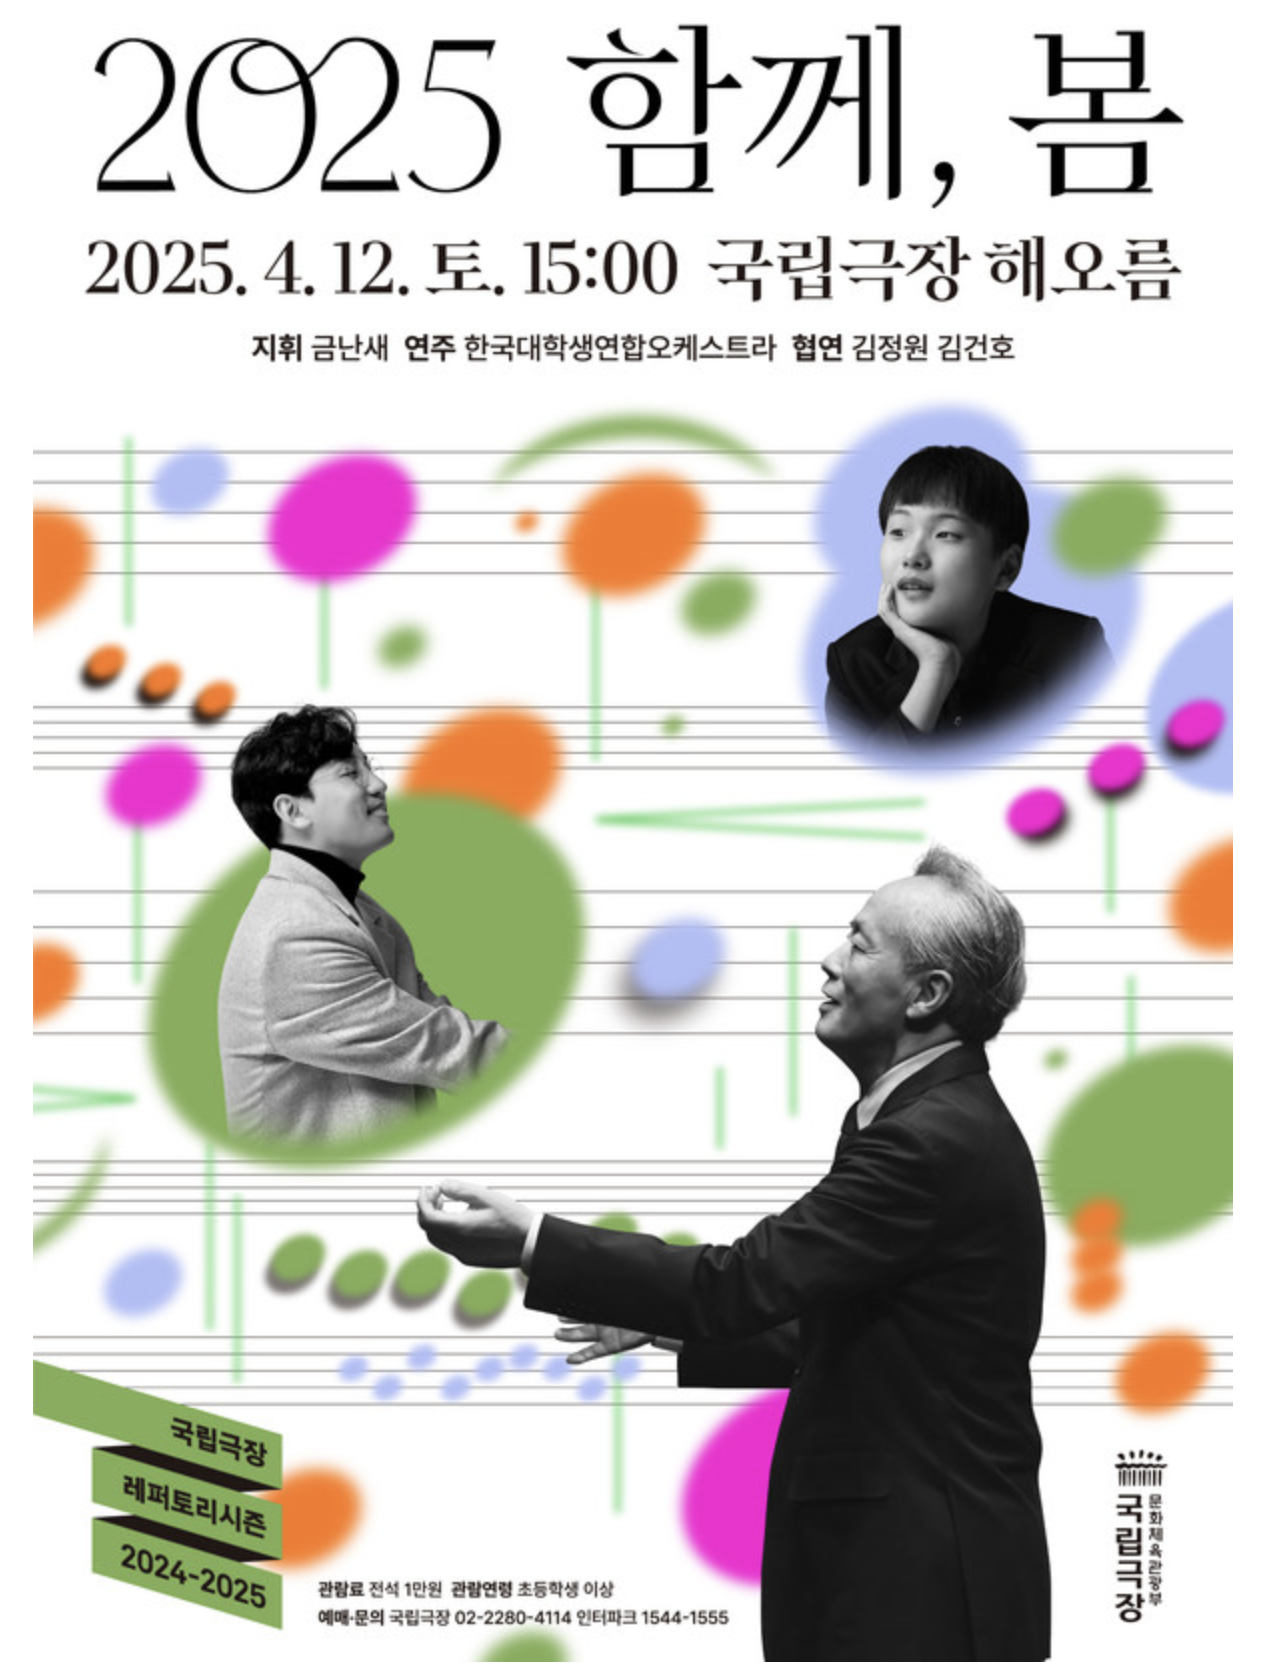 2025 함께, 봄
2025. 4. 12. 토. 15:00 국립극장 해오름
지휘 금난새 연주 한국대학생연합오케스트라 협연 김정원 김건호
국립극장
레퍼토리시즌
2024-2025
관람료 전석 1만원 관람연령 초등학생 이상
예매·문의 국립극장 02-2280-4114 인터파크 1544-1555
문화체육관광부
국립극장